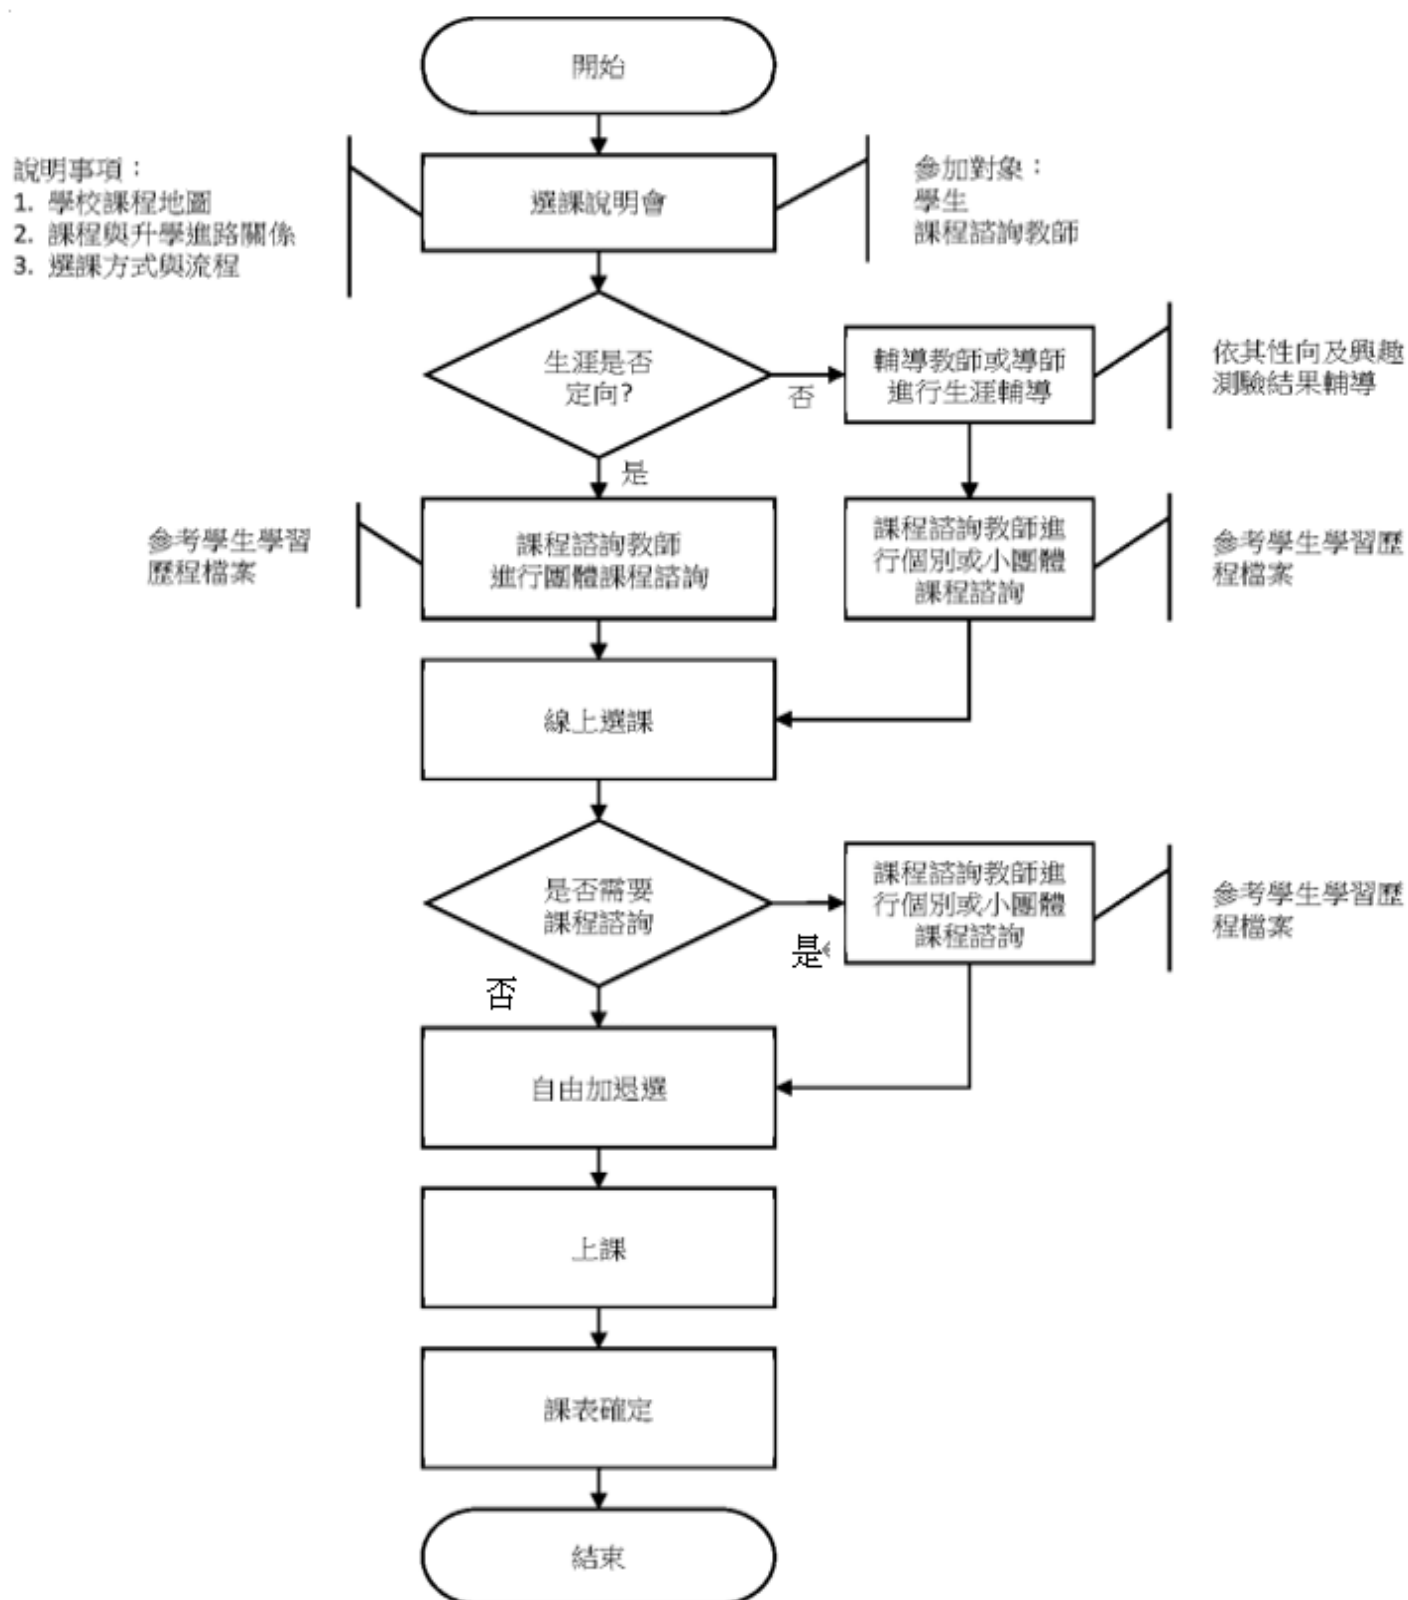 開始
說明事項：
1. 學校課程地圖
2. 課程與升學進路關係
3. 選課方式與流程
選課說明會
參加對象：
學生
課程諮詢教師
生涯是否
定向?
否
輔導教師或導師
進行生涯輔導
依其性向及興趣
測驗結果輔導
是
參考學生學習
歷程檔案
課程諮詢教師
進行團體課程諮詢
課程諮詢教師進
行個別或小團體
課程諮詢
參考學生學習歷
程檔案
線上選課
是否需要
課程諮詢
是
課程諮詢教師進
行個別或小團體
課程諮詢
參考學生學習歷
程檔案
否
自由加退選
上課
課表確定
結束